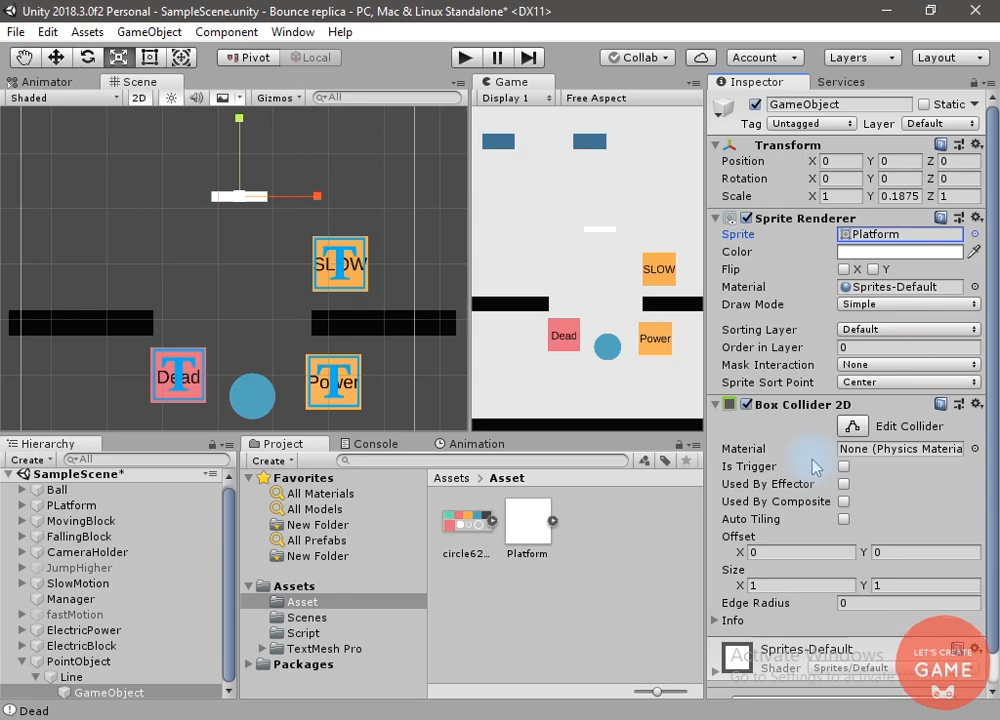 Unity 2018.3.0f2 Personal - SampleScene.unity - Bounce replica - PC, Mac & Linux Standalone* <DX11>
File Edit Assets GameObject Component Window Help
Pivot Local Collab Account Layers Layout
Animator Scene Game Inspector Services
Shaded 2D Gizmos All Display 1 Free Aspect
GameObject Static
Tag Untagged Layer Default
Transform
Position X 0 Y 0 Z 0
Rotation X 0 Y 0 Z 0
Scale X 1 Y 0.1875 Z 1
Sprite Renderer
Sprite Platform
Color
Flip X Y
Material Sprites-Default
Draw Mode Simple
Sorting Layer Default
Order in Layer 0
Mask Interaction None
Sprite Sort Point Center
Box Collider 2D
Edit Collider
Material None (Physics Materia
Is Trigger
Used By Effector
Used By Composite
Auto Tiling
Offset
X 0 Y 0
Size
X 1 Y 1
Edge Radius 0
Info
Sprites-Default
Shader Sprites/Default
Activate Windows
Go to Settings to activate
LET'S CREATE
GAME
SLOW
T
Dead
T
Power
T
SLOW
Dead
Power
Hierarchy
Create All
SampleScene*
Ball
PLatform
MovingBlock
FallingBlock
CameraHolder
JumpHigher
SlowMotion
Manager
fastMotion
ElectricPower
ElectricBlock
PointObject
Line
GameObject
Project Console Animation
Create
Favorites
All Materials
All Models
New Folder
All Prefabs
New Folder
Assets
Asset
Scenes
Script
TextMesh Pro
Packages
Assets Asset
circle62...
Platform
Dead